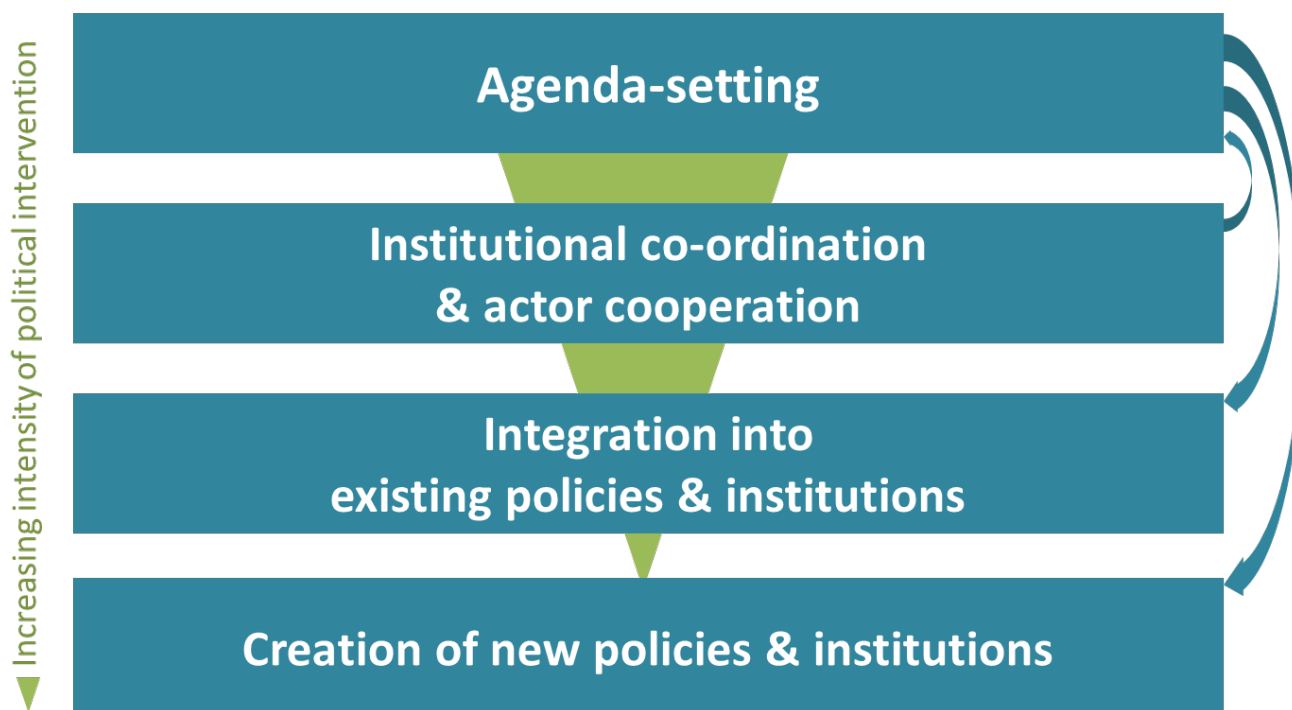 Increasing intensity of political intervention
Agenda-setting
Institutional co-ordination
& actor cooperation
Integration into
existing policies & institutions
Creation of new policies & institutions